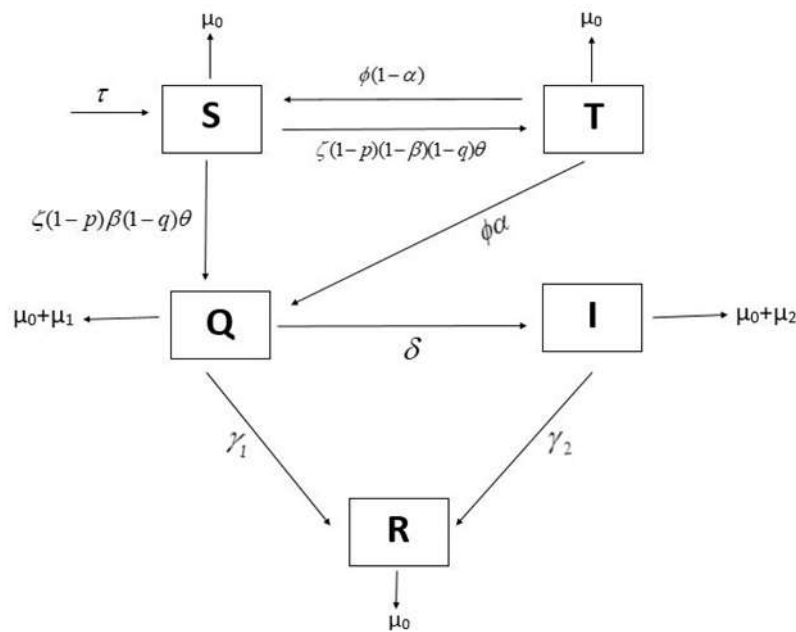 μ₀
μ₀
τ
S
ϕ(1−α)
T
ζ(1−p)(1−β)(1−q)θ
ζ(1−p)β(1−q)θ
ϕα
μ₀+μ₁
Q
δ
I
μ₀+μ₂
γ₁
γ₂
R
μ₀